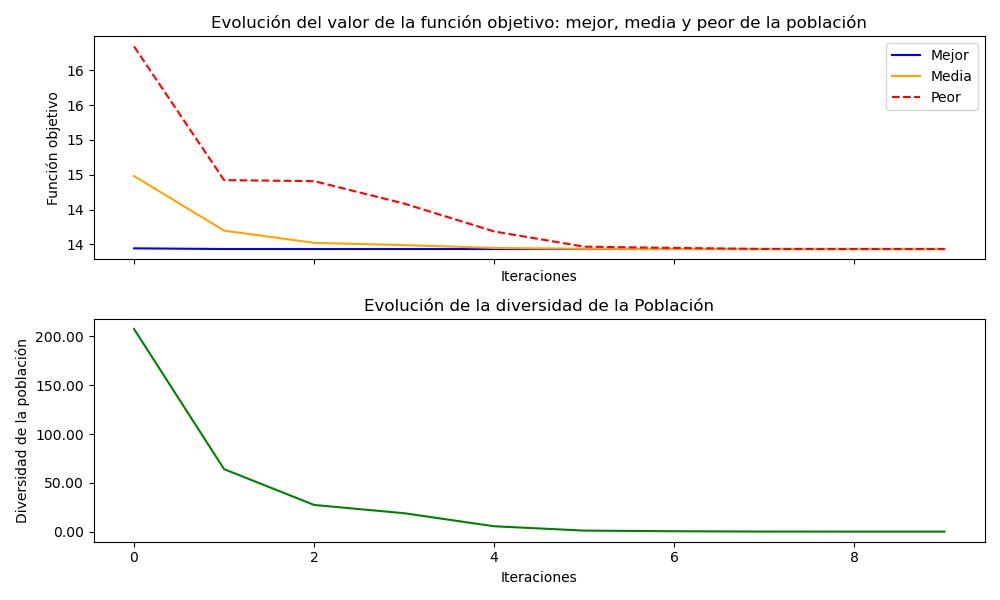 Evolución del valor de la función objetivo: mejor, media y peor de la población
Función objetivo
16
16
15
15
14
14
Mejor
Media
Peor
Iteraciones
Evolución de la diversidad de la Población
Diversidad de la población
200.00
150.00
100.00
50.00
0.00
0 2 4 6 8
Iteraciones